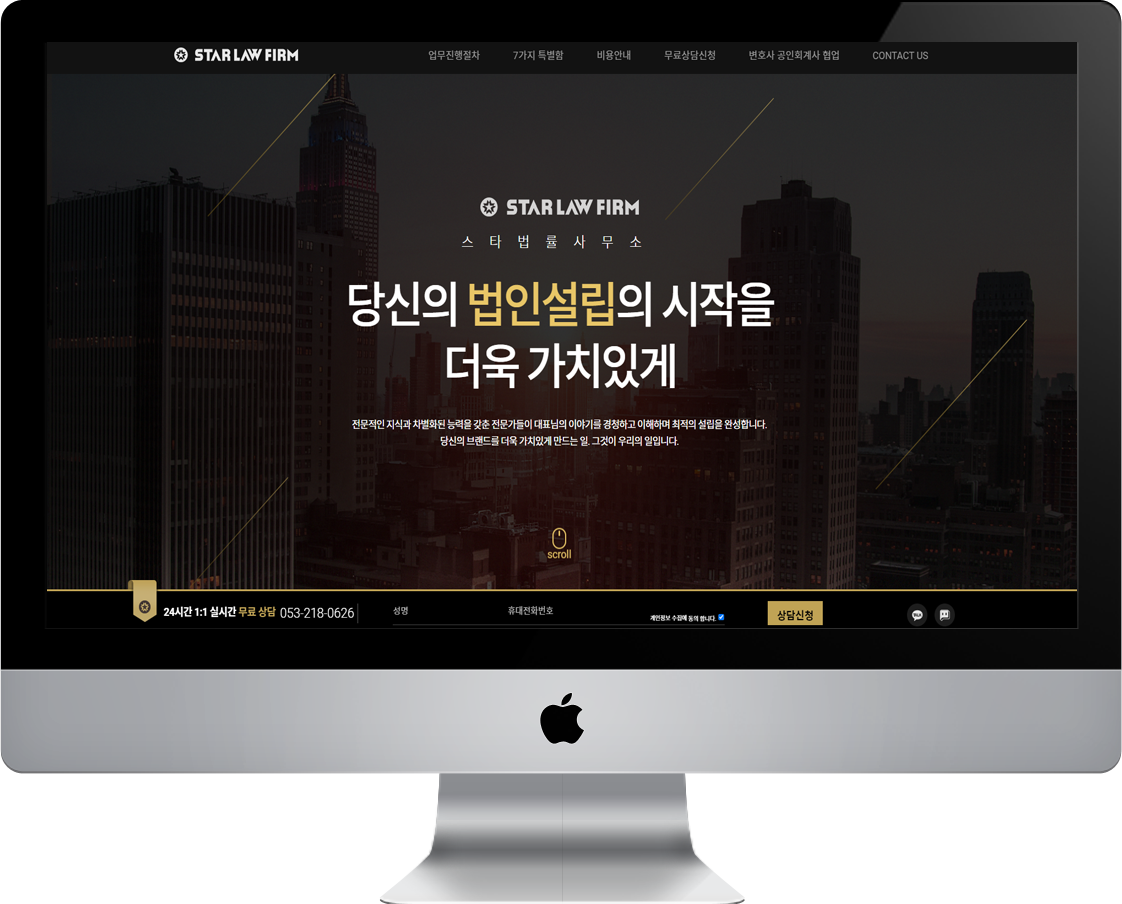 STAR LAW FIRM
업무진행절차 7가지 특별함 비용안내 무료상담신청 변호사 공인회계사 협업 CONTACT US
STAR LAW FIRM
스타법률사무소
당신의 법인설립의 시작을
더욱 가치있게
전문적인 지식과 차별화된 능력을 갖춘 전문가들이 대표님의 이야기를 경청하고 이해하며 최적의 설립을 완성합니다.
당신의 브랜드를 더욱 가치있게 만드는 일. 그것이 우리의 일입니다.
scroll
24시간 1:1 실시간 무료 상담 053-218-0626 성명 휴대전화번호 개인정보 수집에 동의 합니다. 상담신청